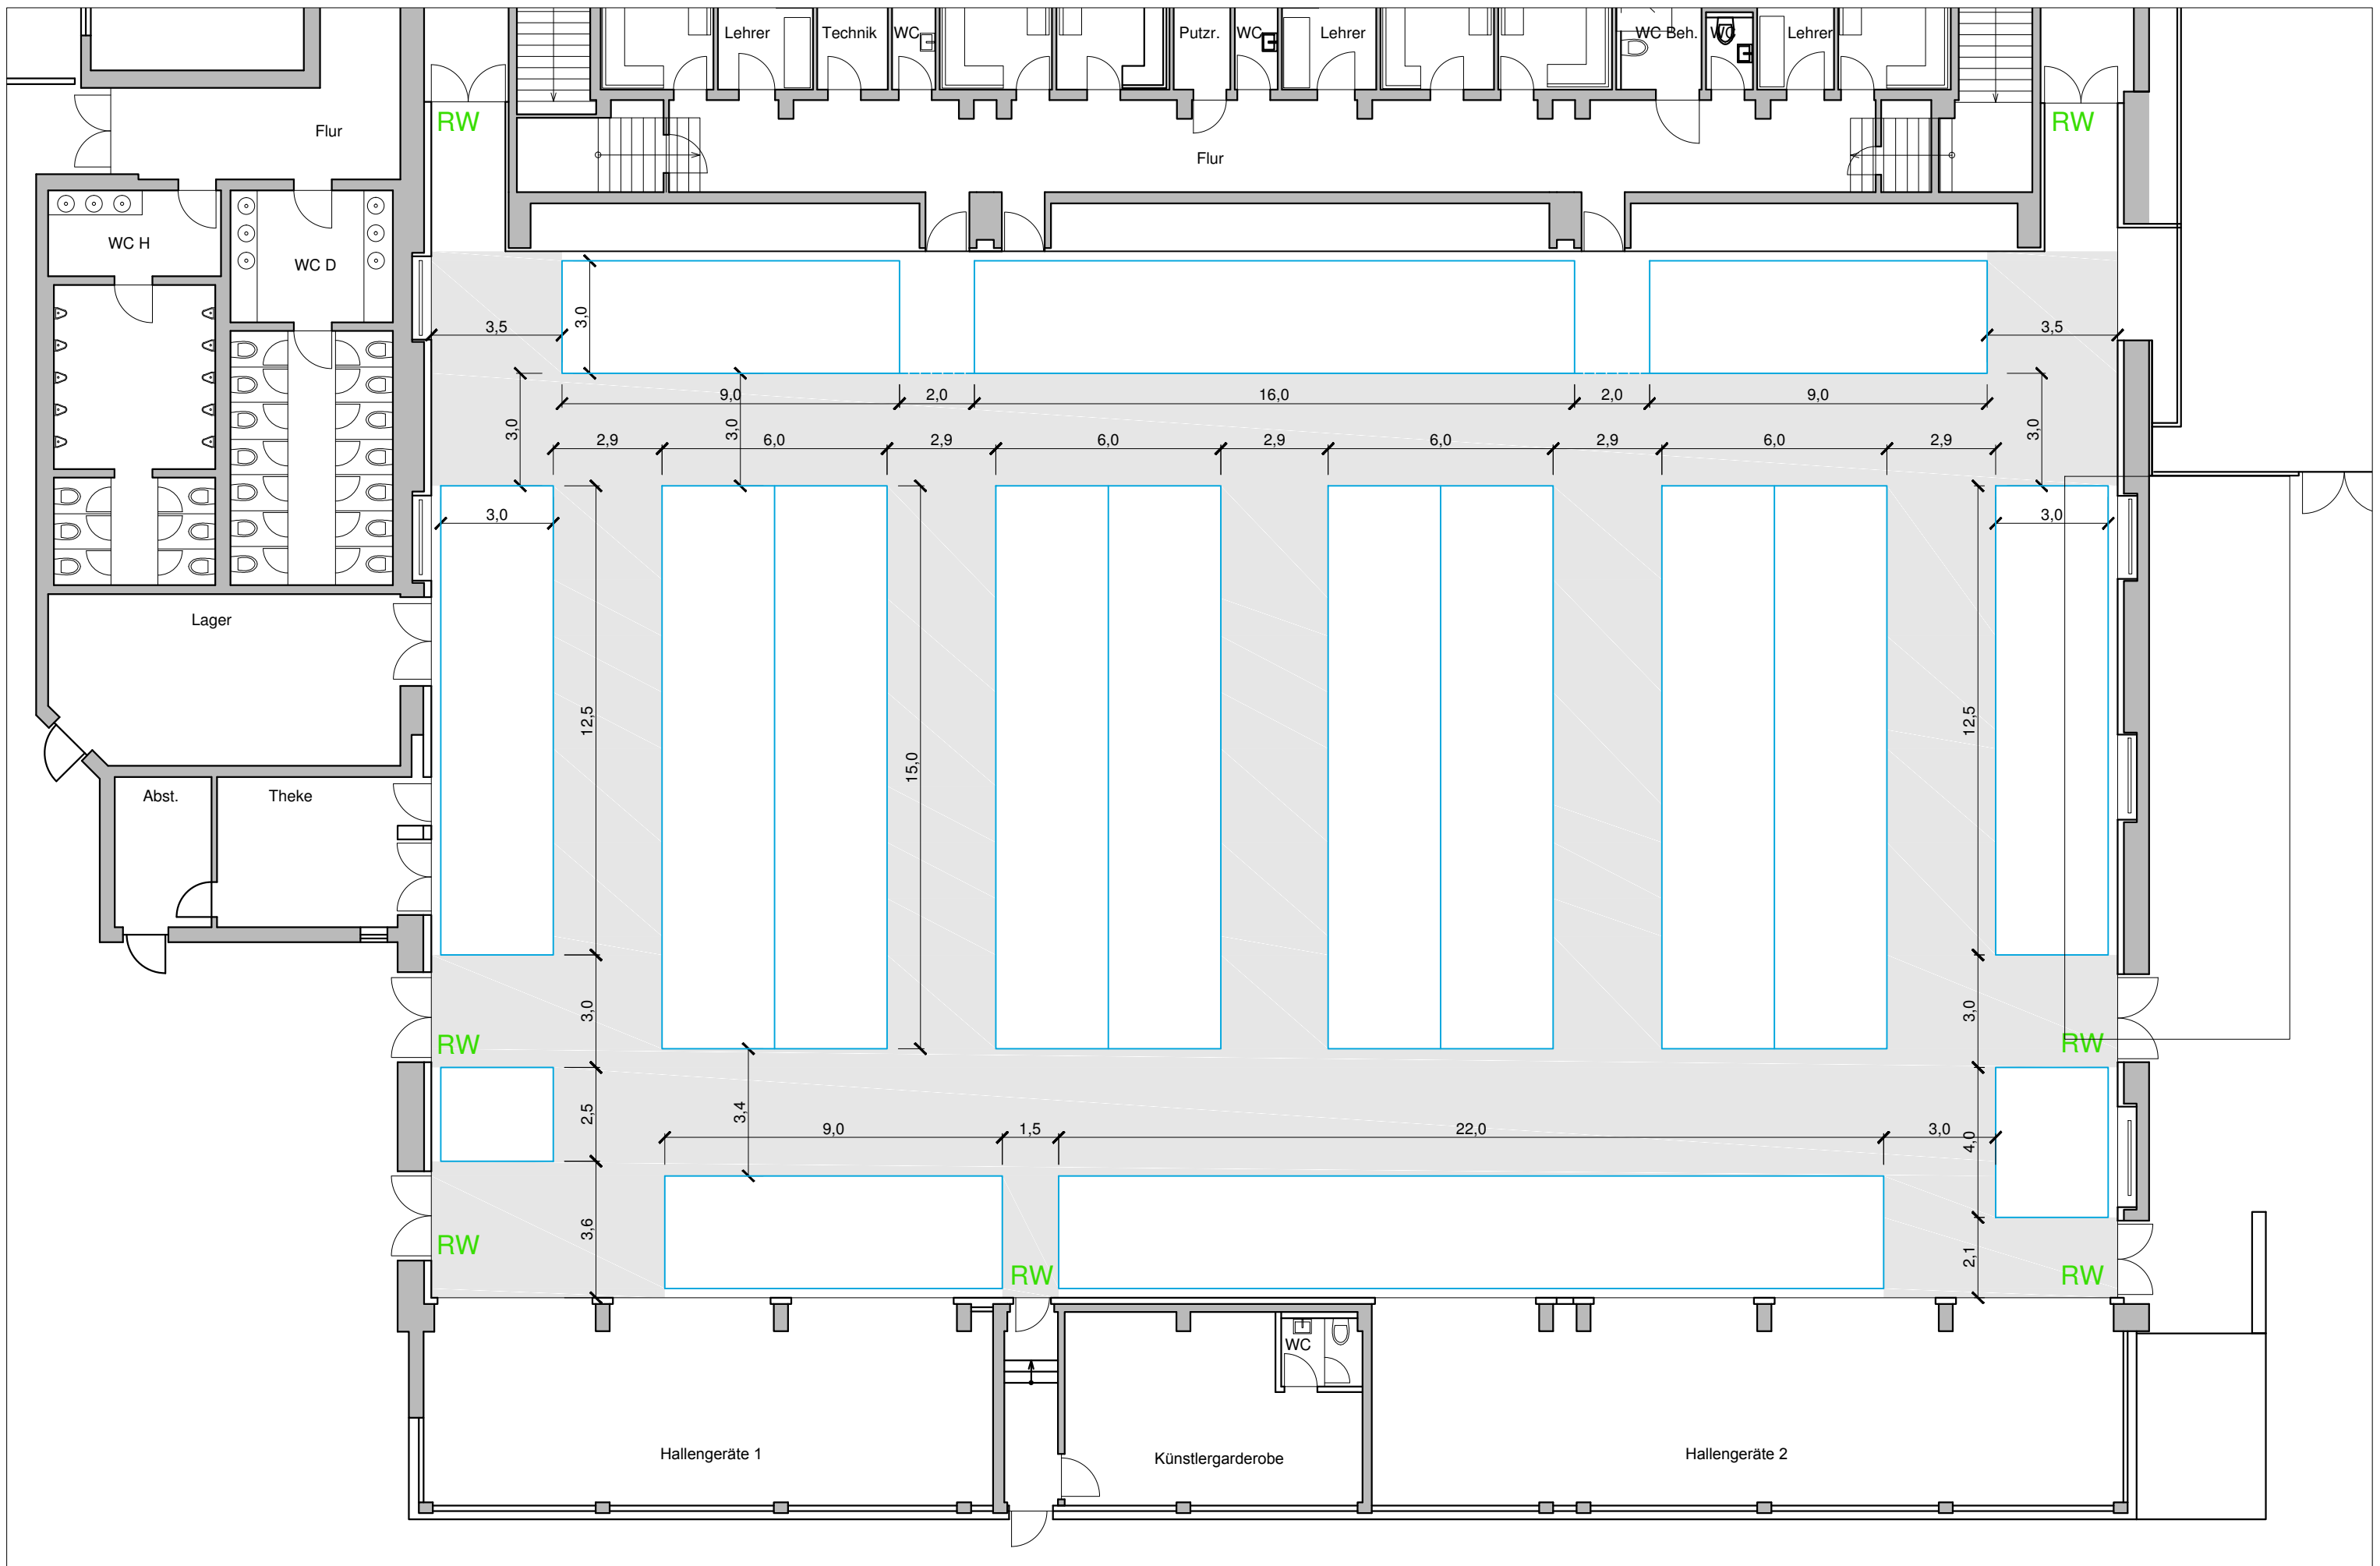 Lehrer
Technik
WC
Putzr.
WC
Lehrer
WC Beh.
WC
Lehrer
RW
Flur
Flur
RW
WC H
WC D
3,0
3,5
3,5
9,0
2,0
16,0
2,0
9,0
3,0
3,0
3,0
2,9
6,0
2,9
6,0
2,9
6,0
2,9
6,0
2,9
3,0
3,0
Lager
12,5
15,0
12,5
Abst.
Theke
3,0
3,0
RW
RW
2,5
3,4
4,0
9,0
1,5
22,0
3,0
3,6
2,1
RW
RW
RW
WC
Hallengeräte 1
Künstlergarderobe
Hallengeräte 2